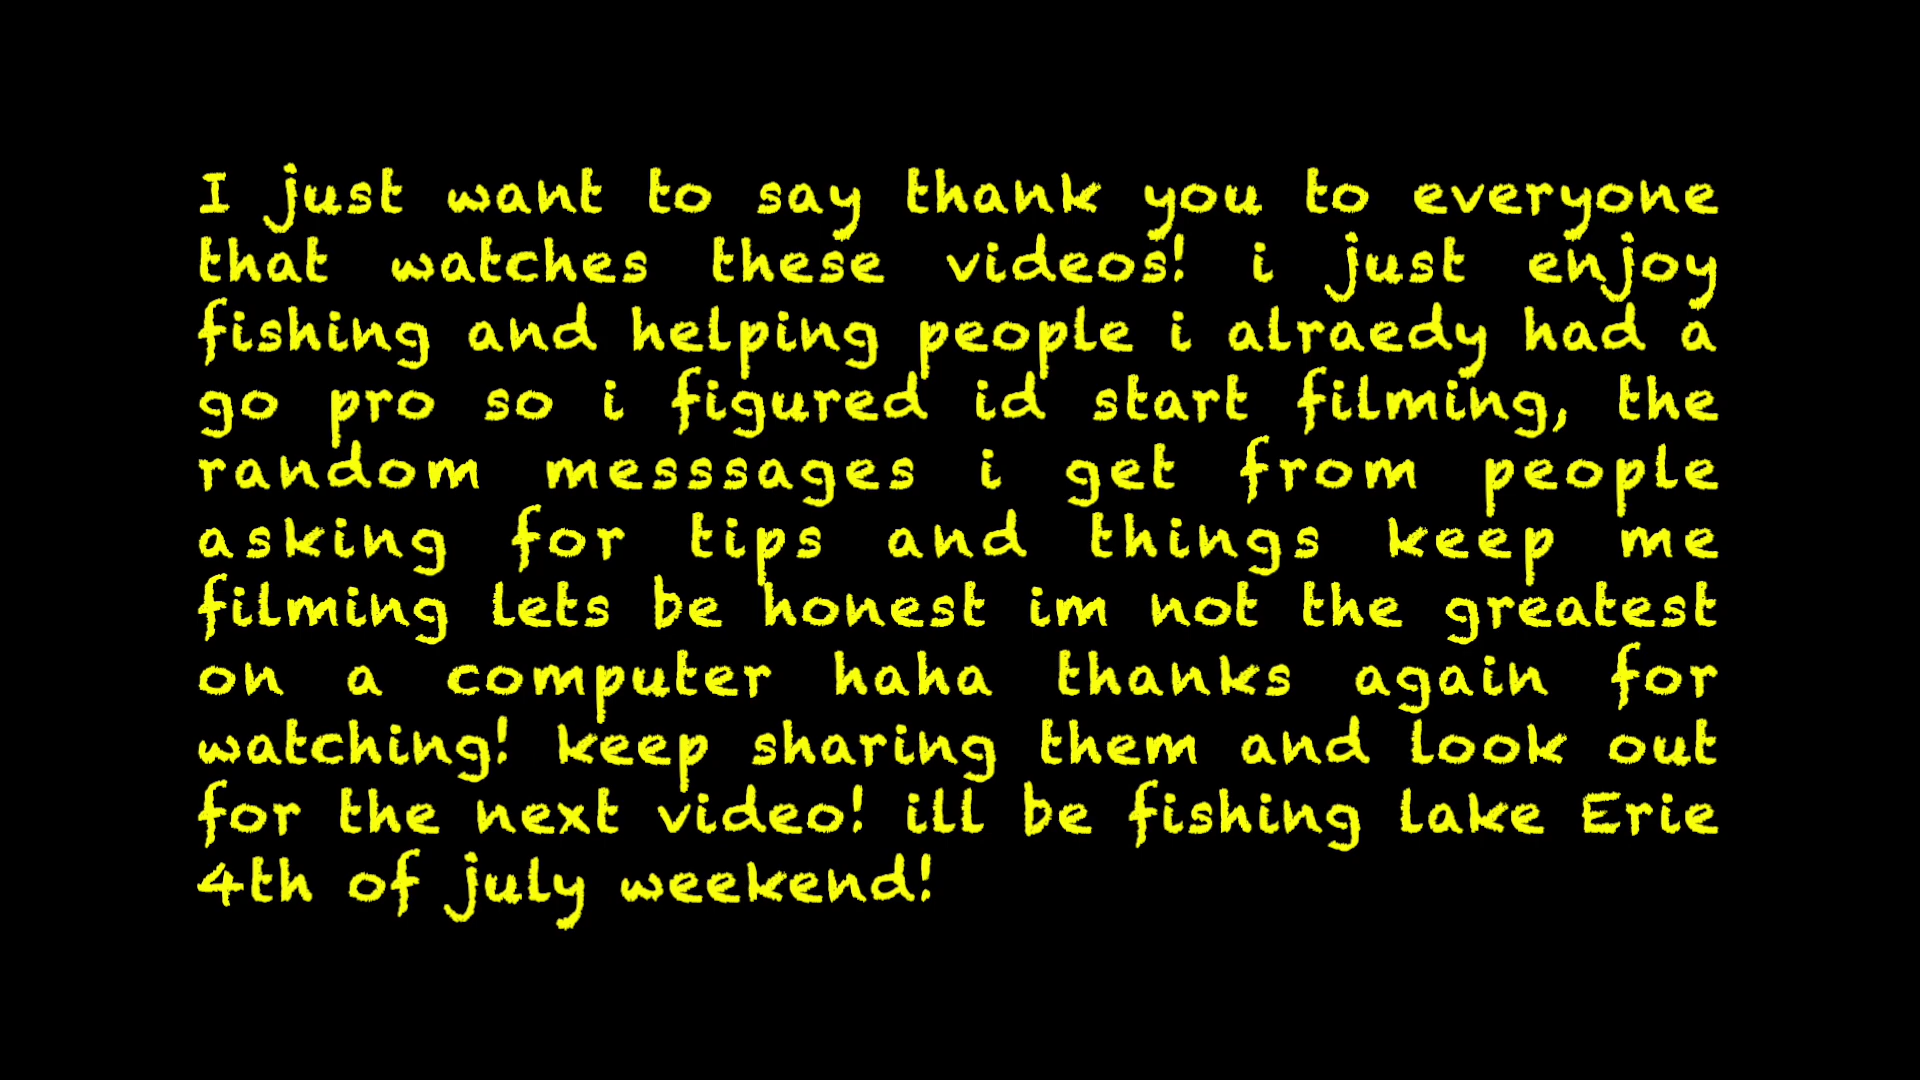 I just want to say thank you to everyone
that watches these videos! i just enjoy
fishing and helping people i alraedy had a
go pro so i figured id start filming, the
random messsages i get from people
asking for tips and things keep me
filming lets be honest im not the greatest
on a computer haha thanks again for
watching! keep sharing them and look out
for the next video! ill be fishing lake Erie
4th of july weekend!